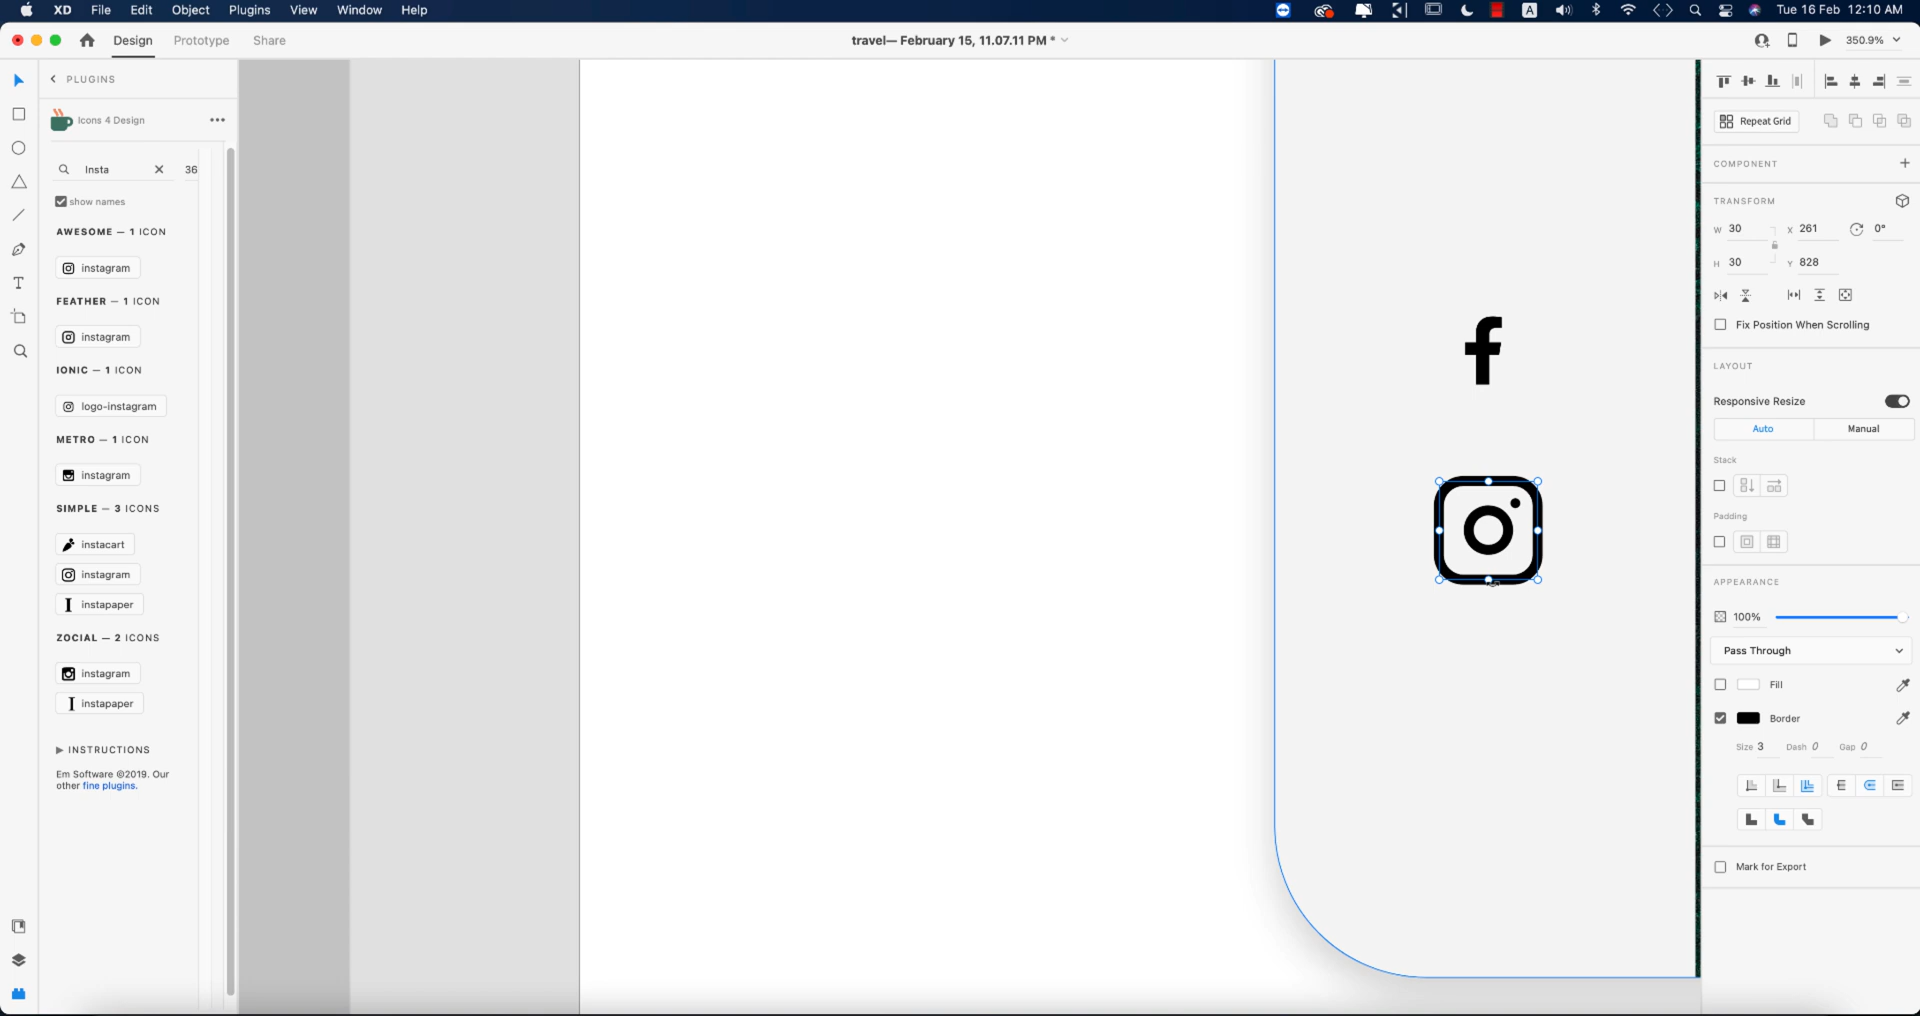 XD File Edit Object Plugins View Window Help
A
Tue 16 Feb 12:10 AM
Design Prototype Share
travel— February 15, 11.07.11 PM *
350.9%
PLUGINS
Icons 4 Design
Insta
36
show names
AWESOME — 1 ICON
instagram
FEATHER — 1 ICON
instagram
IONIC — 1 ICON
logo-instagram
METRO — 1 ICON
instagram
SIMPLE — 3 ICONS
instacart
instagram
instapaper
ZOCIAL — 2 ICONS
instagram
instapaper
▶ INSTRUCTIONS
Em Software ©2019. Our
other fine plugins.
Repeat Grid
COMPONENT
TRANSFORM
W 30 X 261 0°
H 30 Y 828
Fix Position When Scrolling
LAYOUT
Responsive Resize
Auto Manual
Stack
Padding
APPEARANCE
100%
Pass Through
Fill
Border
Size 3 Dash 0 Gap 0
Mark for Export